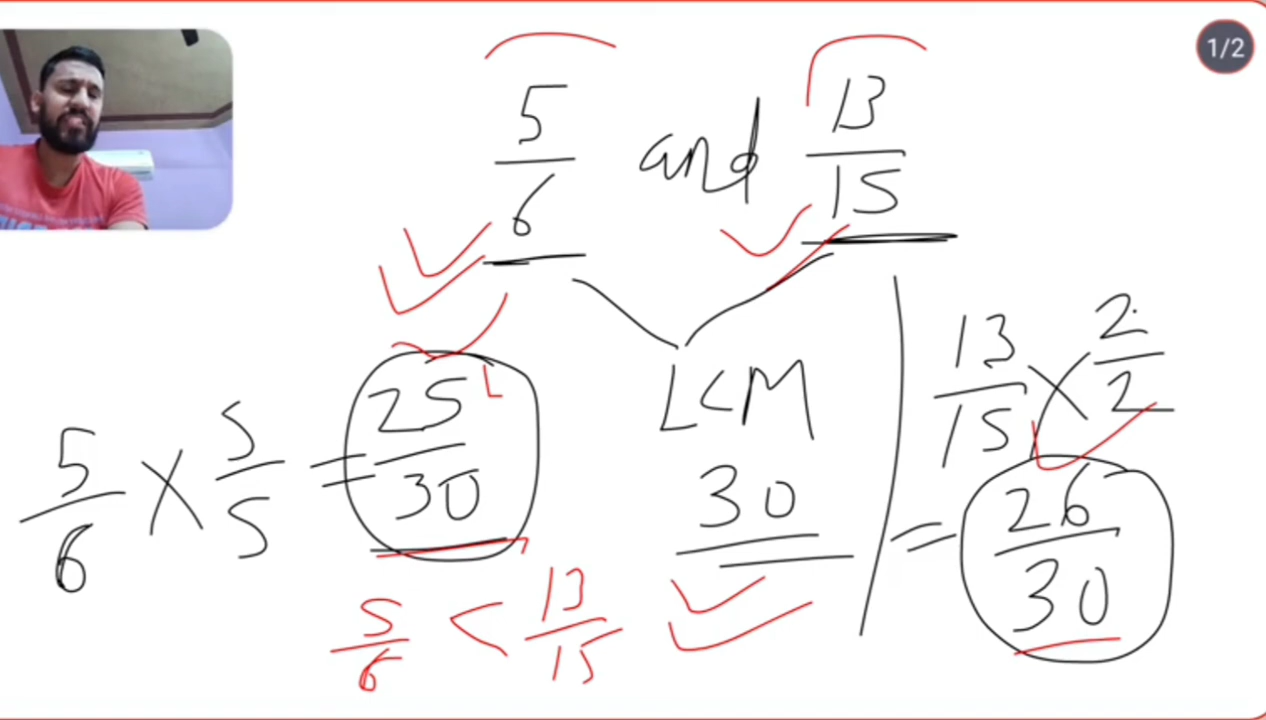 1/2
5/6 and 13/15
LCM
30
5/6 × 5/5 = 25/30
13/15 × 2/2
= 26/30
5/6 < 13/15